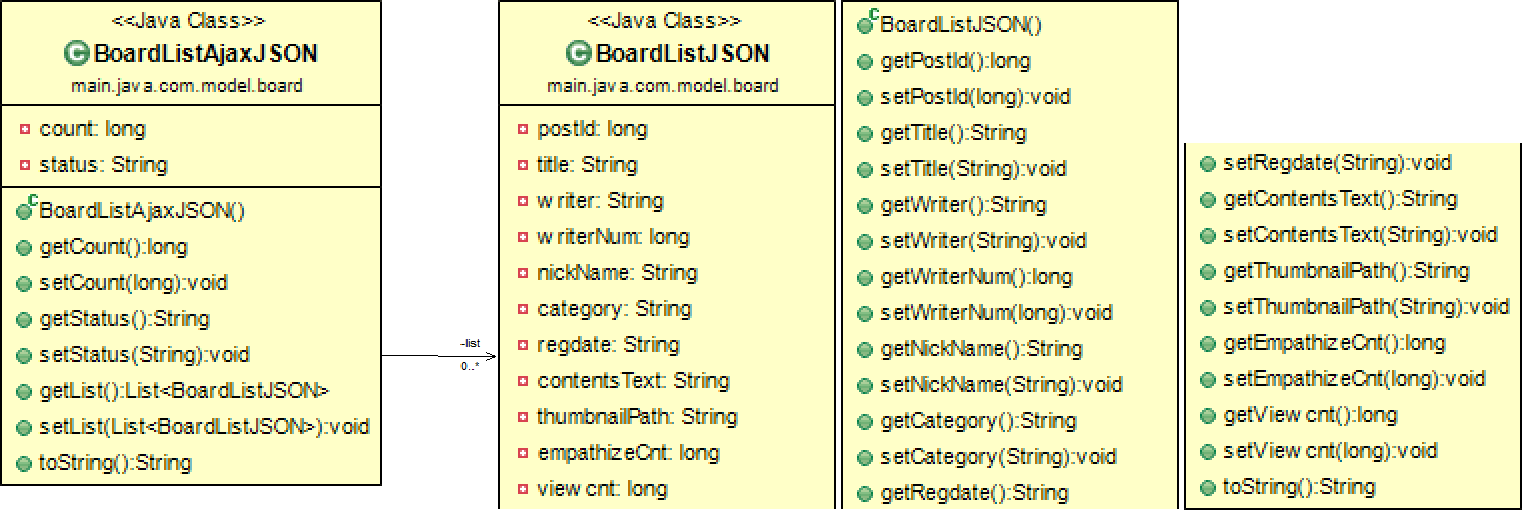 <<Java Class>>
BoardListAjaxJSON
main.java.com.model.board
count: long
status: String
BoardListAjaxJSON()
getCount():long
setCount(long):void
getStatus():String
setStatus(String):void
getList():List<BoardListJSON>
setList(List<BoardListJSON>):void
toString():String
~list
0..*
<<Java Class>>
BoardListJSON
main.java.com.model.board
postId: long
title: String
writer: String
writerNum: long
nickName: String
category: String
regdate: String
contentsText: String
thumbnailPath: String
empathizeCnt: long
viewcnt: long
BoardListJSON()
getPostId():long
setPostId(long):void
getTitle():String
setTitle(String):void
getWriter():String
setWriter(String):void
getWriterNum():long
setWriterNum(long):void
getNickName():String
setNickName(String):void
getCategory():String
setCategory(String):void
getRegdate():String
setRegdate(String):void
getContentsText():String
setContentsText(String):void
getThumbnailPath():String
setThumbnailPath(String):void
getEmpathizeCnt():long
setEmpathizeCnt(long):void
getViewcnt():long
setViewcnt(long):void
toString():String